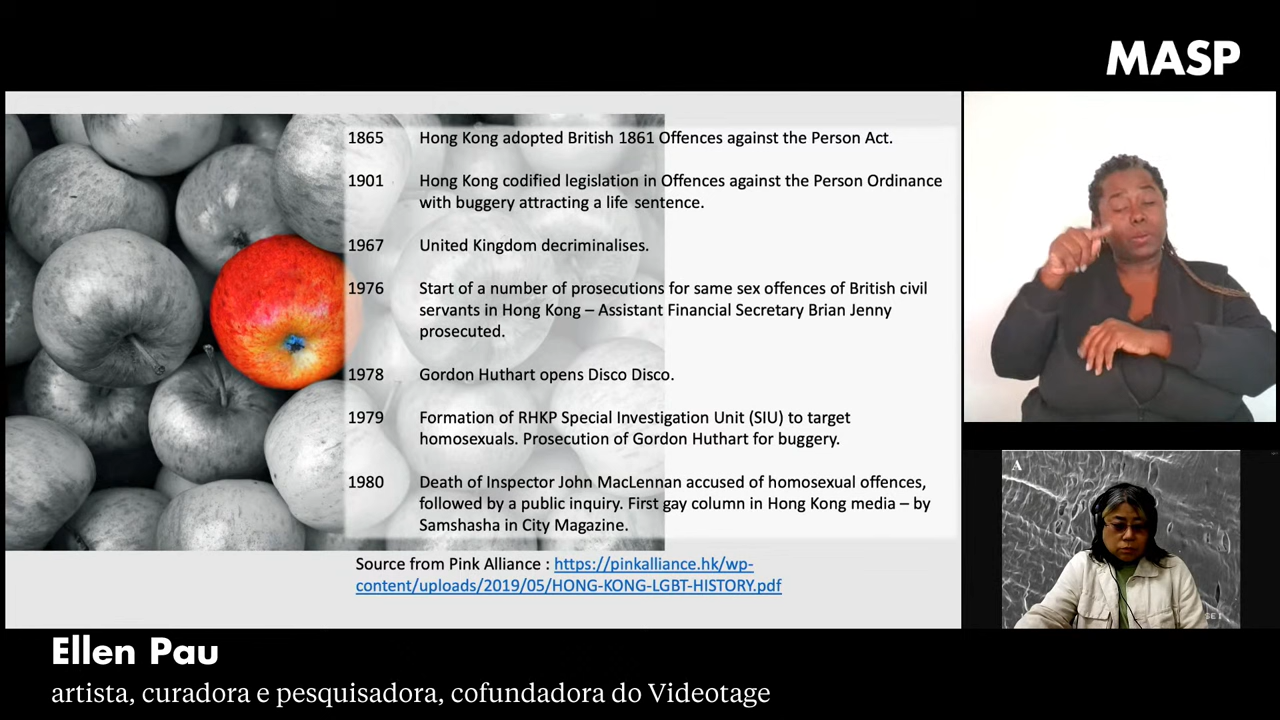 MASP
1865 Hong Kong adopted British 1861 Offences against the Person Act.
1901 Hong Kong codified legislation in Offences against the Person Ordinance
with buggery attracting a life sentence.
1967 United Kingdom decriminalises.
1976 Start of a number of prosecutions for same sex offences of British civil
servants in Hong Kong – Assistant Financial Secretary Brian Jenny
prosecuted.
1978 Gordon Huthart opens Disco Disco.
1979 Formation of RHKP Special Investigation Unit (SIU) to target
homosexuals. Prosecution of Gordon Huthart for buggery.
1980 Death of Inspector John MacLennan accused of homosexual offences,
followed by a public inquiry. First gay column in Hong Kong media – by
Samshasha in City Magazine.
Source from Pink Alliance : https://pinkalliance.hk/wp-
content/uploads/2019/05/HONG-KONG-LGBT-HISTORY.pdf
A
Ellen Pau
artista, curadora e pesquisadora, cofundadora do Videotage